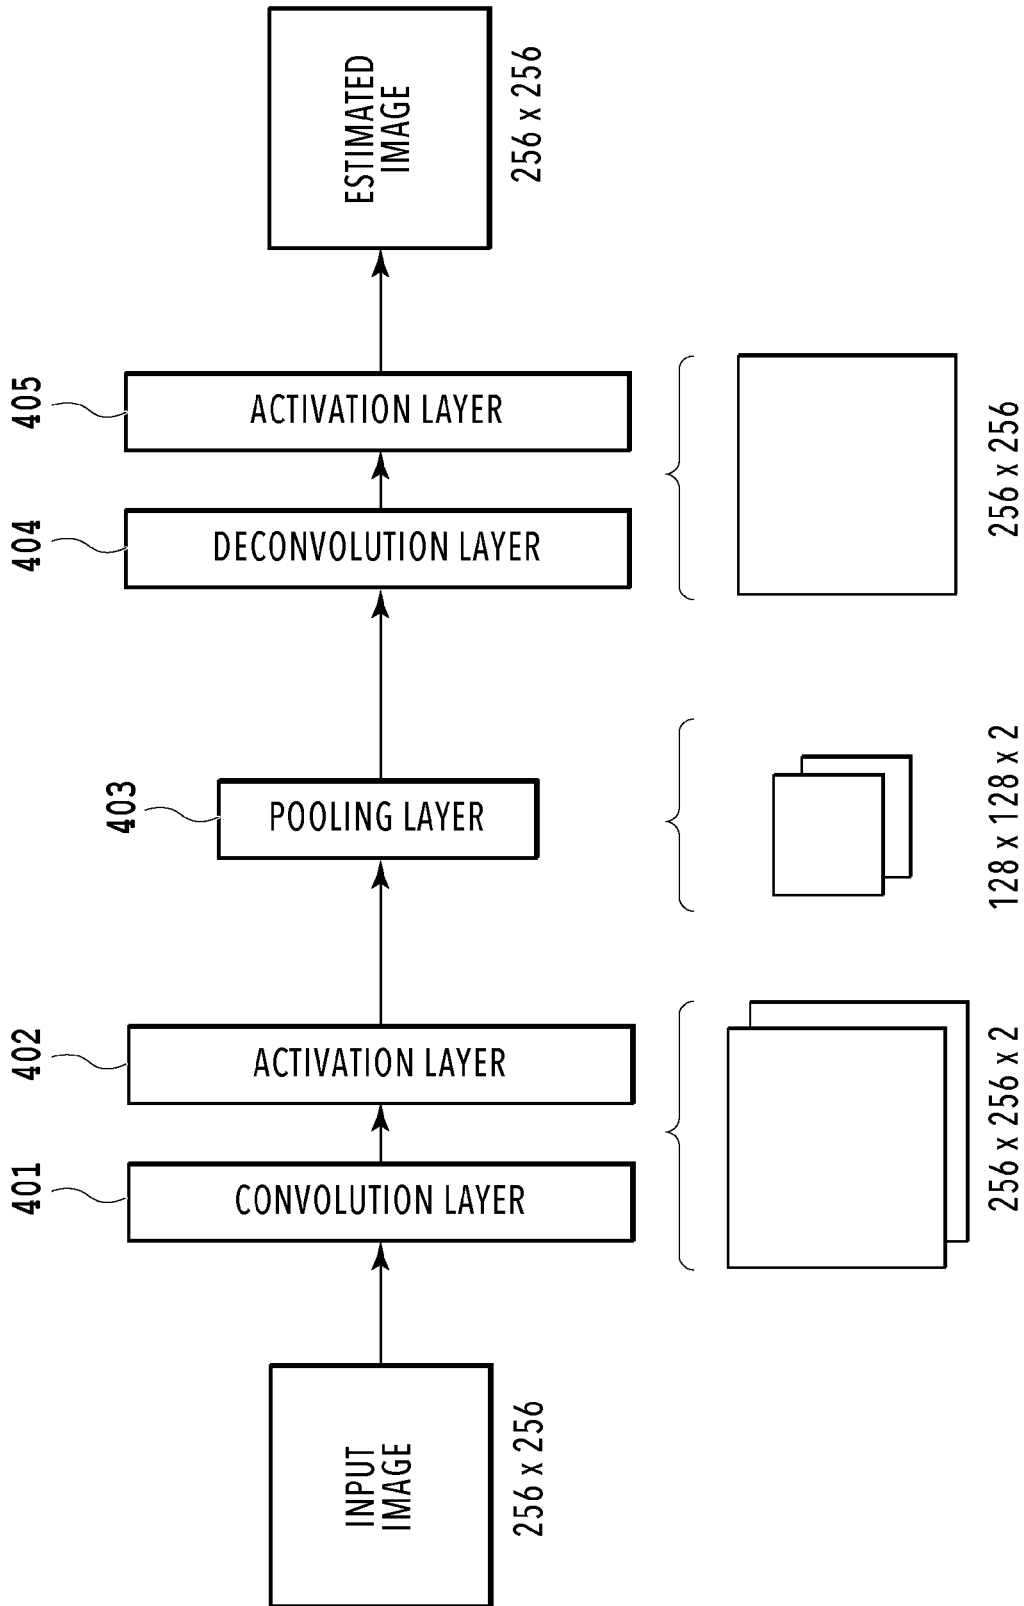 401
402
403
404
405
INPUT
IMAGE
256 x 256
CONVOLUTION LAYER
ACTIVATION LAYER
POOLING LAYER
DECONVOLUTION LAYER
ACTIVATION LAYER
ESTIMATED
IMAGE
256 x 256
256 x 256 x 2
128 x 128 x 2
256 x 256